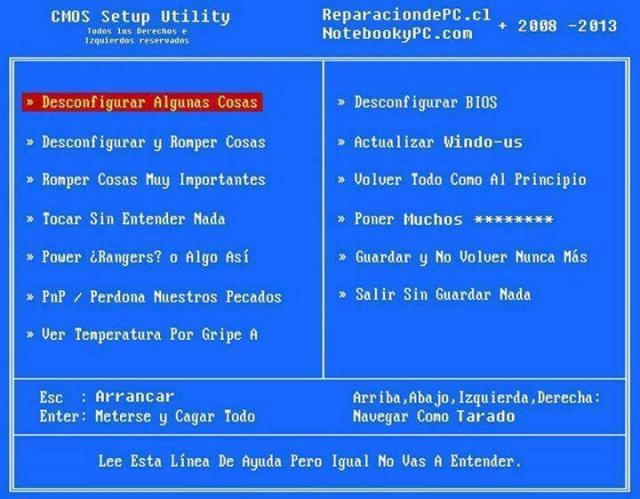 CMOS Setup Utility
Todos los Derechos e
Izquierdos reservados
ReparaciondePC.cl
NotebookyPC.com
+ 2008 -2013
» Desconfigurar Algunas Cosas
» Desconfigurar y Romper Cosas
» Romper Cosas Muy Importantes
» Tocar Sin Entender Nada
» Power ¿Rangers? o Algo Así
» PnP / Perdona Nuestros Pecados
» Ver Temperatura Por Gripe A
» Desconfigurar BIOS
» Actualizar Windo-us
» Volver Todo Como Al Principio
» Poner Muchos ********
» Guardar y No Volver Nunca Más
» Salir Sin Guardar Nada
Esc : Arrancar
Enter: Meterse y Cagar Todo
Arriba,Abajo,Izquierda,Derecha:
Navegar Como Tarado
Lee Esta Línea De Ayuda Pero Igual No Vas A Entender.